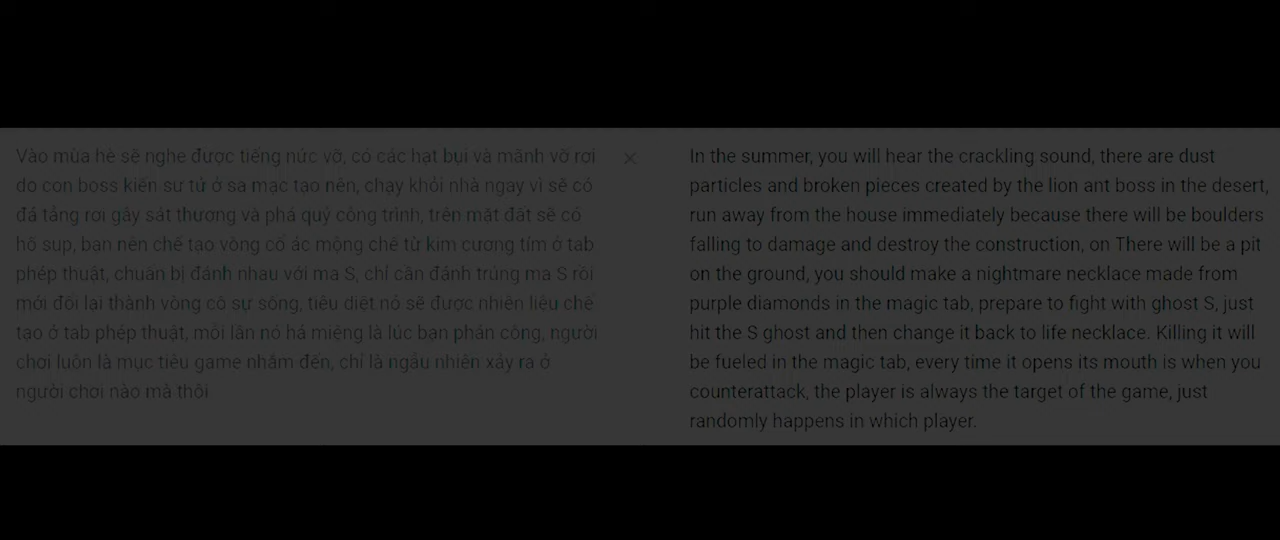 Vào mùa hè sẽ nghe được tiếng nức vỡ, có các hạt bụi và mãnh vỡ rơi
do con boss kiến sư tử ở sa mạc tạo nên, chạy khỏi nhà ngay vì sẽ có
đá tảng rơi gây sát thương và phá quỷ công trình, trên mặt đất sẽ có
hố sụp, bạn nên chế tạo vòng cổ ác mộng chế từ kim cương tím ở tab
phép thuật, chuẩn bị đánh nhau với ma S, chỉ cần đánh trúng ma S rồi
mới đổi lại thành vòng cổ sự sống, tiêu diệt nó sẽ được nhiên liệu chế
tạo ở tab phép thuật, mỗi lần nó há miệng là lúc bạn phản công, người
chơi luôn là mục tiêu game nhắm đến, chỉ là ngẫu nhiên xảy ra ở
người chơi nào mà thôi
×
In the summer, you will hear the crackling sound, there are dust
particles and broken pieces created by the lion ant boss in the desert,
run away from the house immediately because there will be boulders
falling to damage and destroy the construction, on There will be a pit
on the ground, you should make a nightmare necklace made from
purple diamonds in the magic tab, prepare to fight with ghost S, just
hit the S ghost and then change it back to life necklace. Killing it will
be fueled in the magic tab, every time it opens its mouth is when you
counterattack, the player is always the target of the game, just
randomly happens in which player.